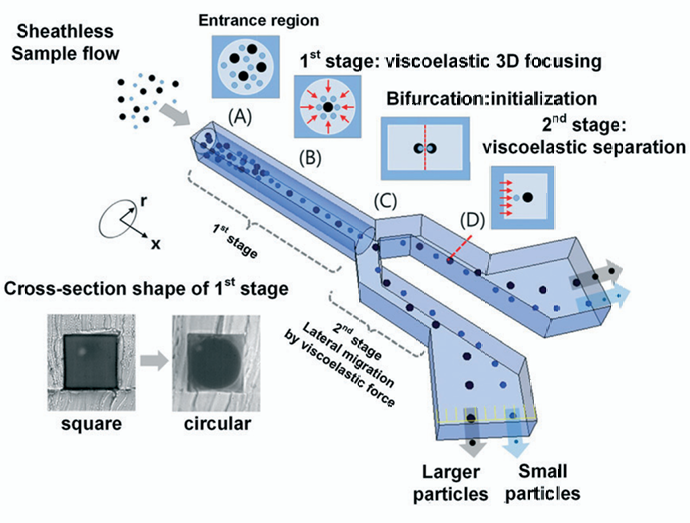 Sheathless
Sample flow
Entrance region
1st stage: viscoelastic 3D focusing
Bifurcation:initialization
2nd stage:
viscoelastic separation
(A)
(B)
(C)
(D)
r
x
1st stage
Cross-section shape of 1st stage
2nd stage
Lateral migration
by viscoelastic force
square
circular
Larger
particles
Small
particles